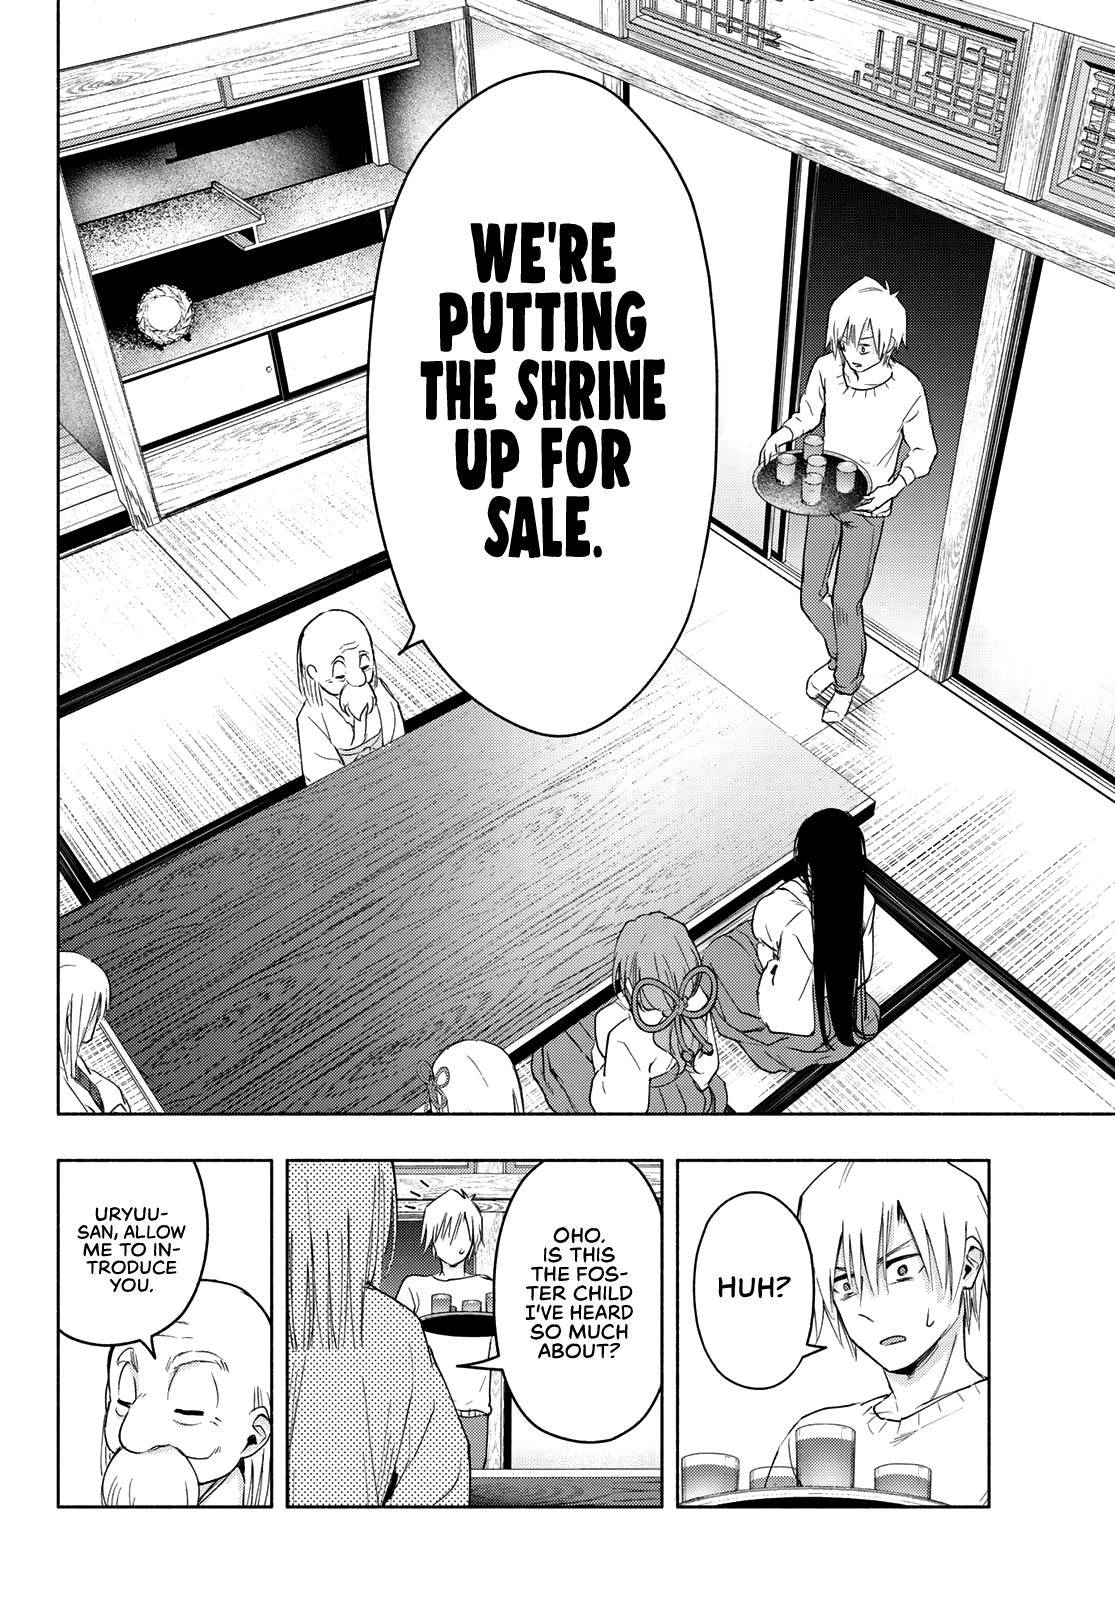 WE'RE
PUTTING
THE SHRINE
UP FOR
SALE.
HUH?
OHO.
IS THIS
THE FOS-
TER CHILD
I'VE HEARD
SO MUCH
ABOUT?
URYUU-
SAN, ALLOW
ME TO IN-
TRODUCE
YOU.